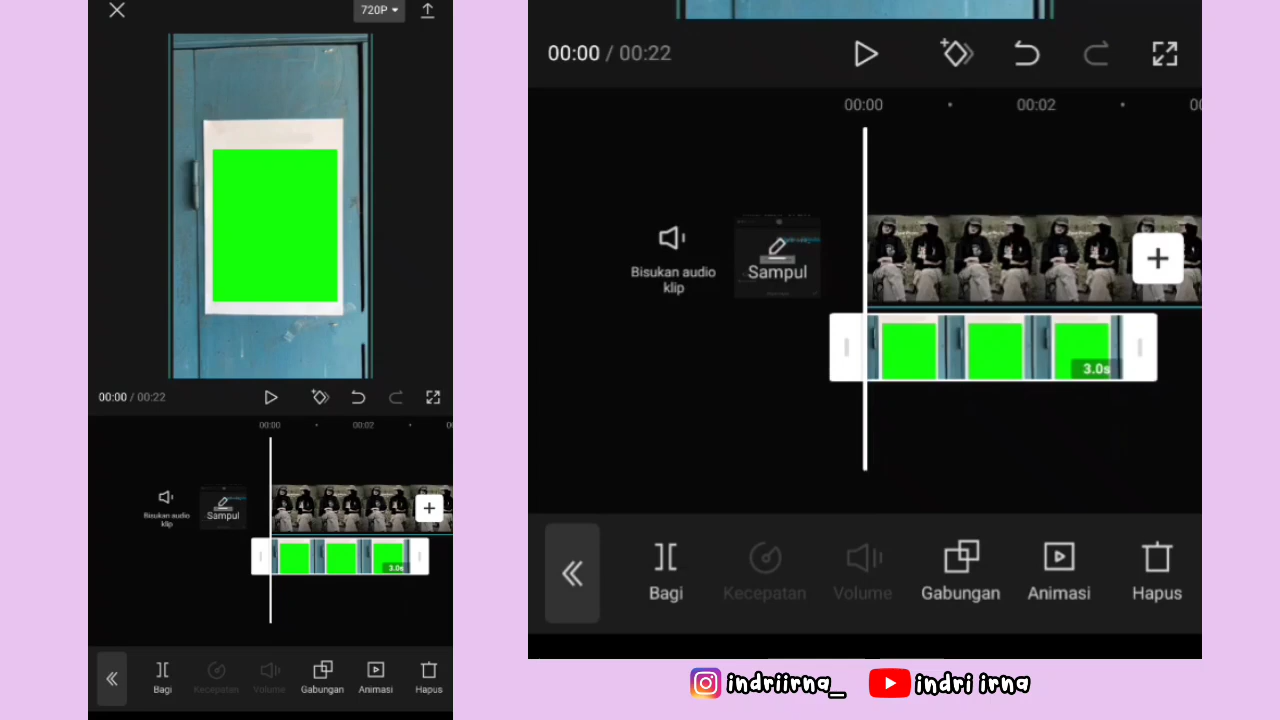 720P
00:00 / 00:22
00:00
00:02
Bisukan audio
klip
Sampul
3.0s
Bagi
Kecepatan
Volume
Gabungan
Animasi
Hapus
00:00 / 00:22
00:00
00:02
00
Bisukan audio
klip
Sampul
3.0s
Bagi
Kecepatan
Volume
Gabungan
Animasi
Hapus
indriirna_
indri irna